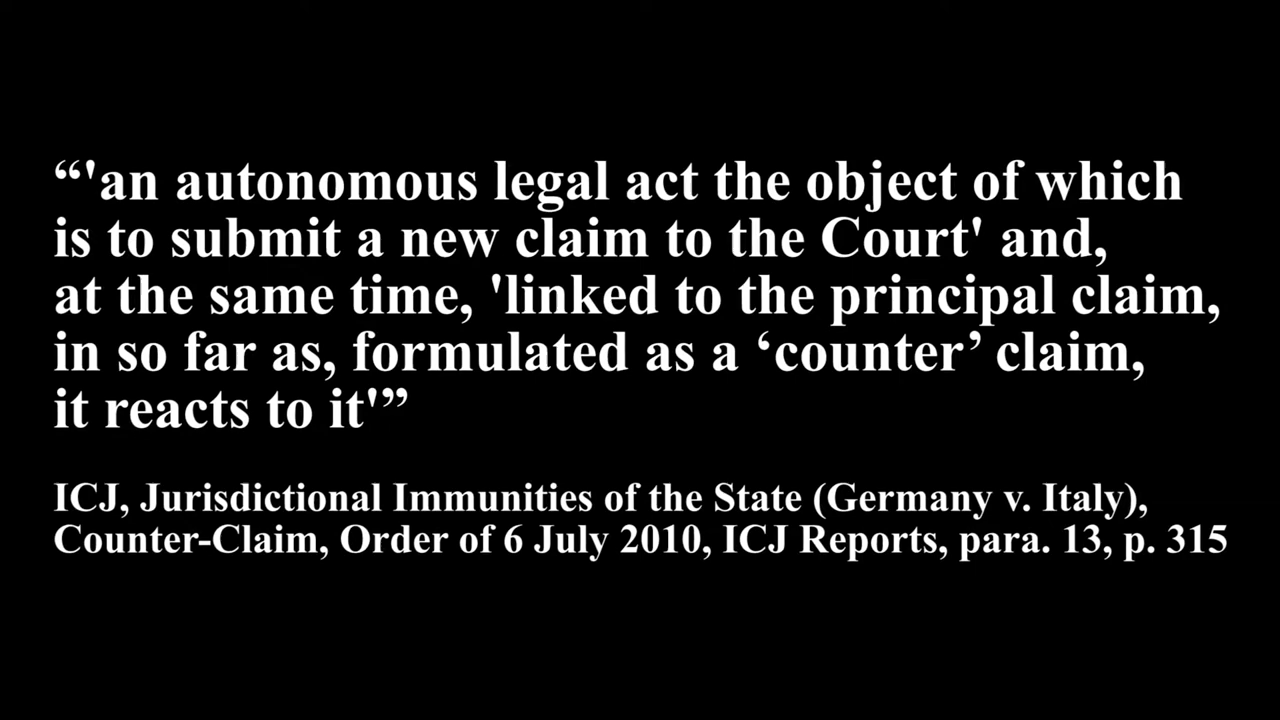 “'an autonomous legal act the object of which
is to submit a new claim to the Court' and,
at the same time, 'linked to the principal claim,
in so far as, formulated as a ‘counter’ claim,
it reacts to it'”
ICJ, Jurisdictional Immunities of the State (Germany v. Italy),
Counter-Claim, Order of 6 July 2010, ICJ Reports, para. 13, p. 315